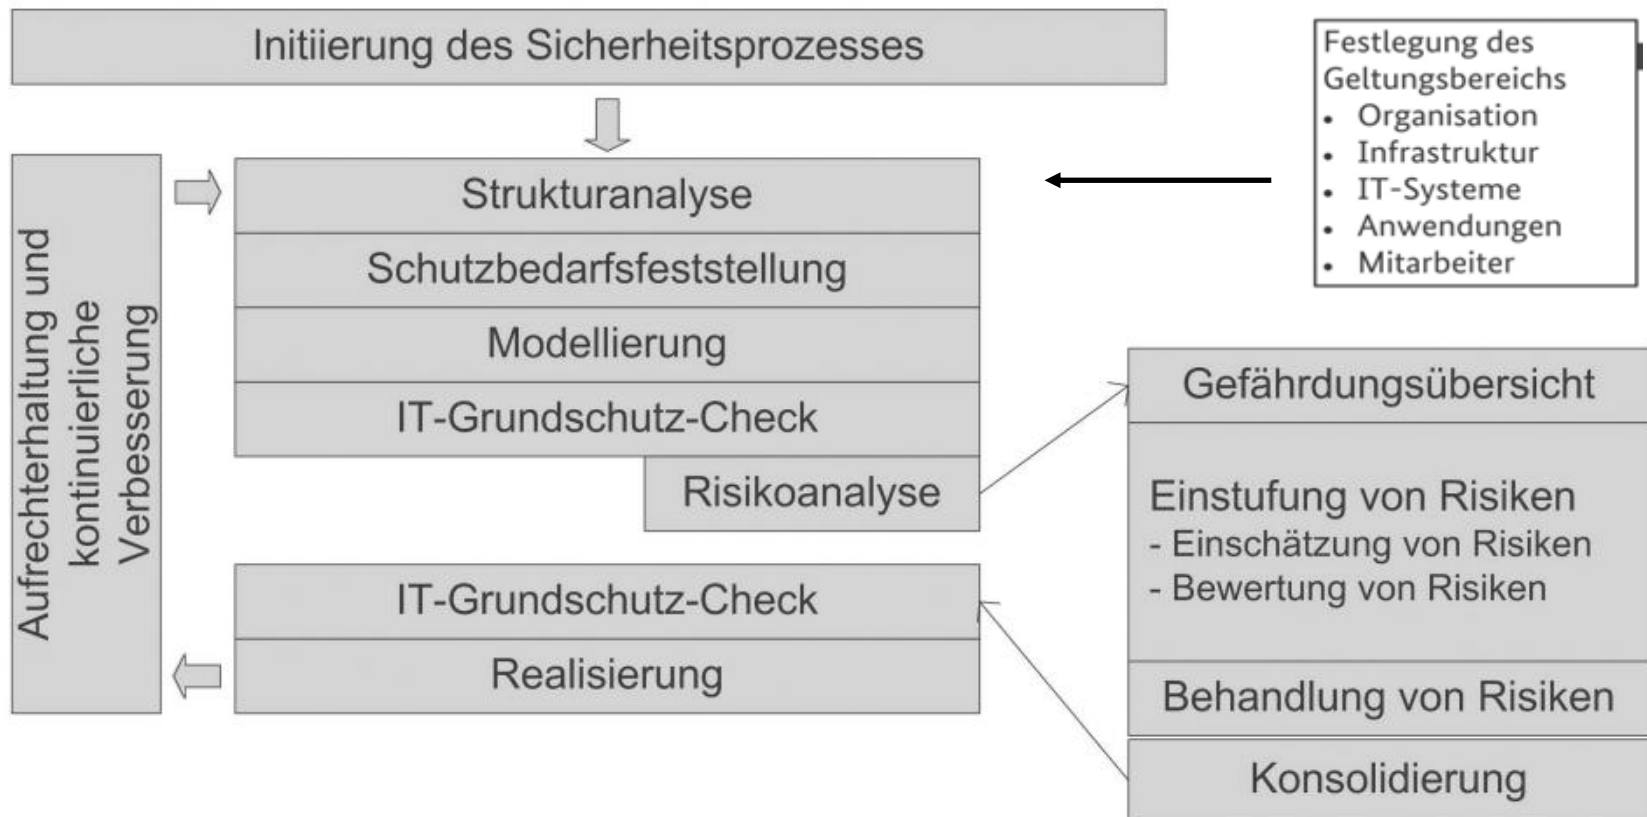 Initiierung des Sicherheitsprozesses
Festlegung des
Geltungsbereichs
• Organisation
• Infrastruktur
• IT-Systeme
• Anwendungen
• Mitarbeiter
Aufrechterhaltung und
kontinuierliche
Verbesserung
Strukturanalyse
Schutzbedarfsfeststellung
Modellierung
IT-Grundschutz-Check
Risikoanalyse
Gefährdungsübersicht
Einstufung von Risiken
- Einschätzung von Risiken
- Bewertung von Risiken
Behandlung von Risiken
Konsolidierung
IT-Grundschutz-Check
Realisierung